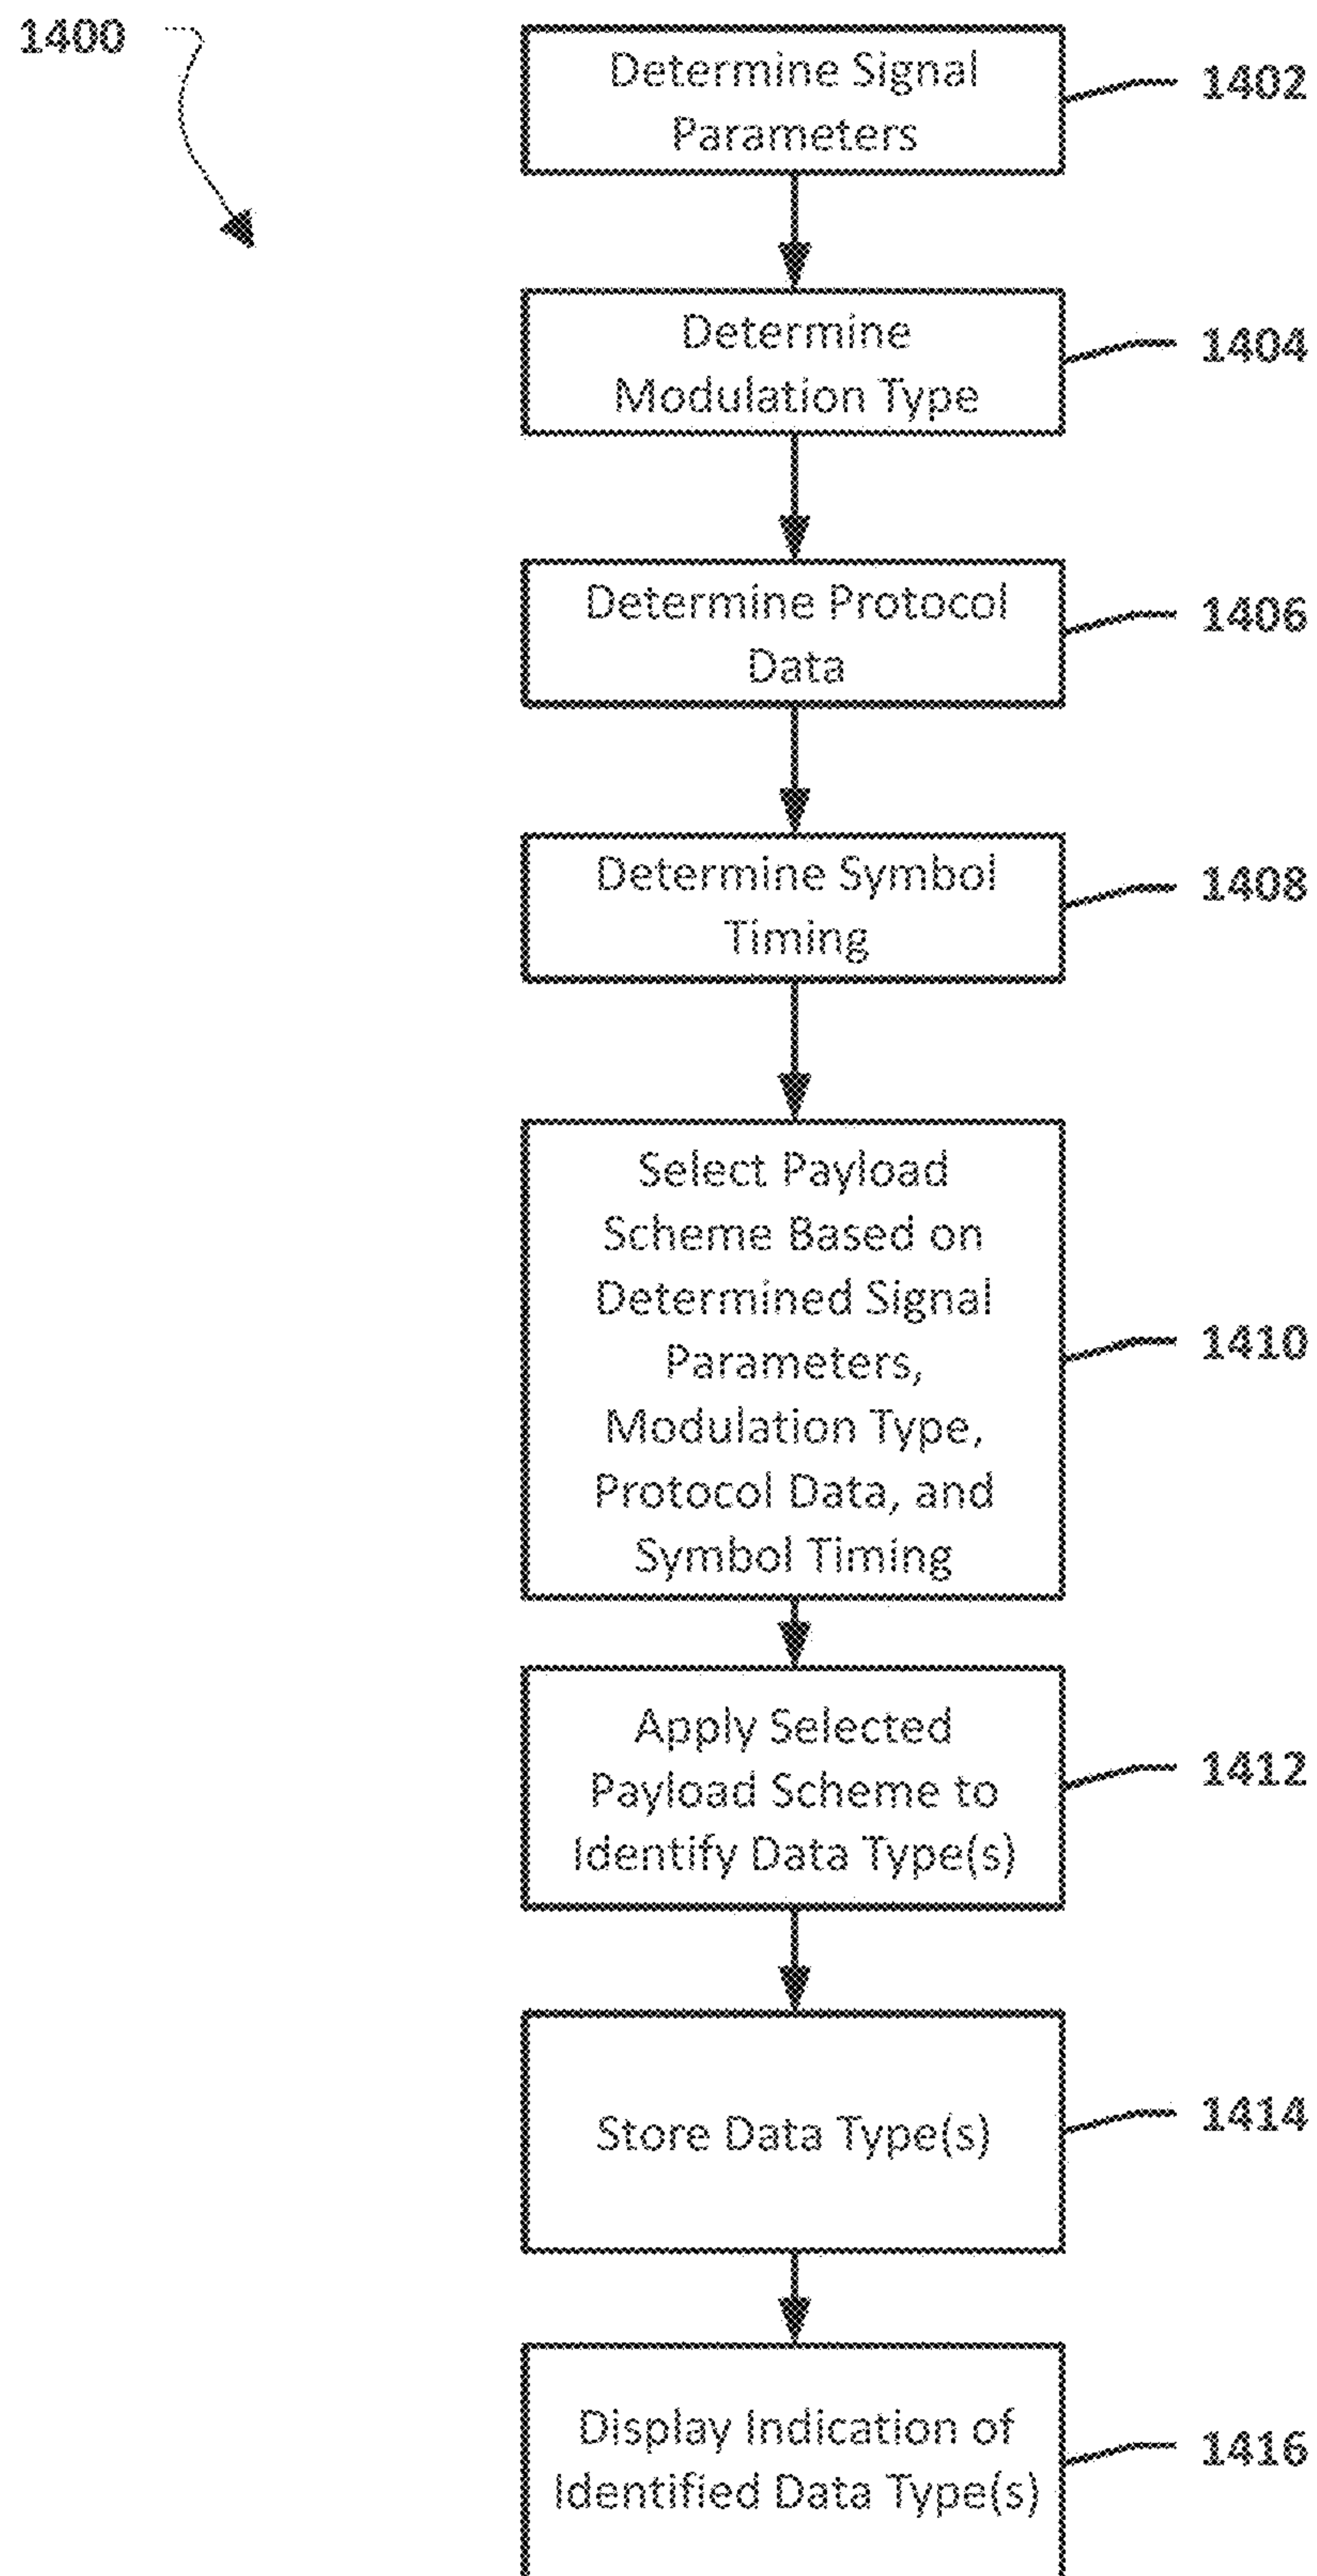 1400
Determine Signal
Parameters
1402
Determine
Modulation Type
1404
Determine Protocol
Data
1406
Determine Symbol
Timing
1408
Select Payload
Scheme Based on
Determined Signal
Parameters,
Modulation Type,
Protocol Data, and
Symbol Timing
1410
Apply Selected
Payload Scheme to
Identify Data Type(s)
1412
Store Data Type(s)
1414
Display Indication of
Identified Data Type(s)
1416